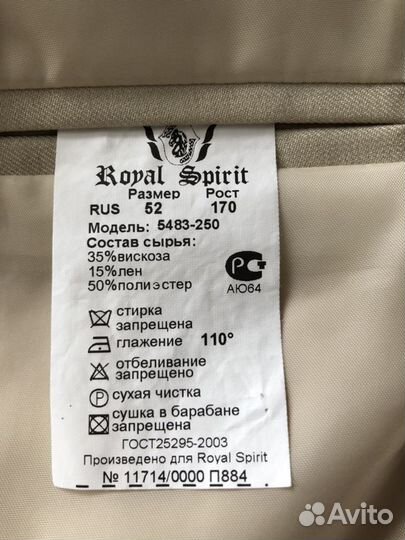 Royal Spirit
Размер Рост
RUS 52 170
Модель: 5483-250
Состав сырья:
35%вискоза
15%лен
50%полиэстер
РСТ
АЮ64
стирка
запрещена
глажение 110°
отбеливание
запрещено
Р сухая чистка
сушка в барабане
запрещена
ГОСТ25295-2003
Произведено для Royal Spirit
№ 11714/0000 П884
Avito